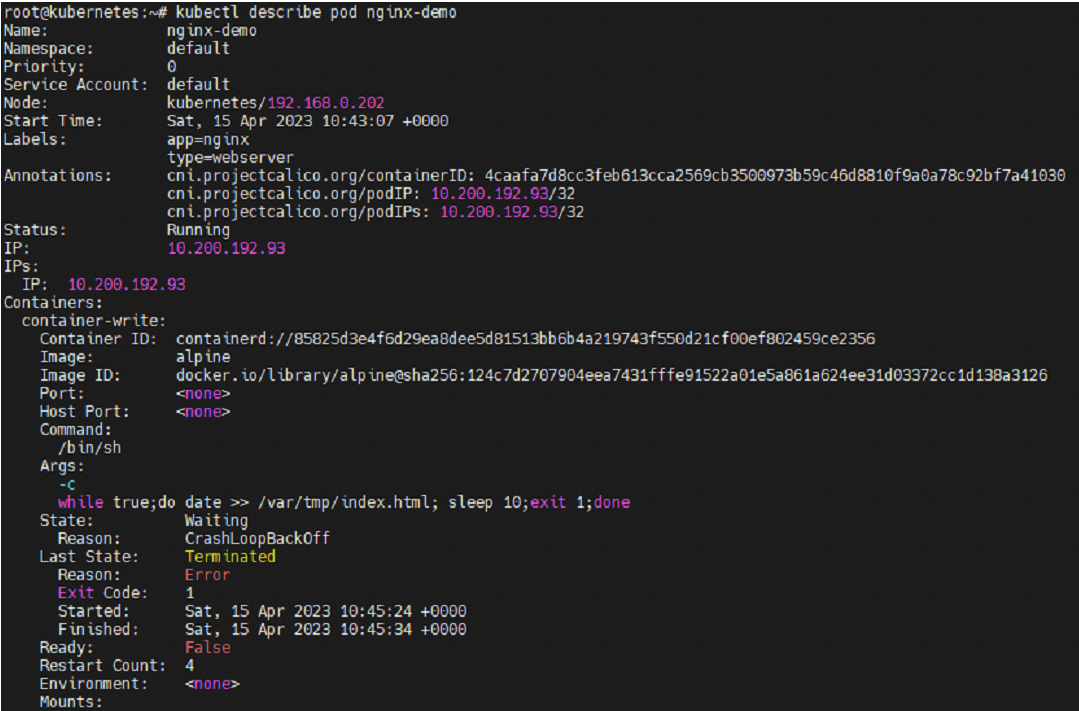 root@kubernetes:~# kubectl describe pod nginx-demo
Name:             nginx-demo
Namespace:        default
Priority:         0
Service Account:  default
Node:             kubernetes/192.168.0.202
Start Time:       Sat, 15 Apr 2023 10:43:07 +0000
Labels:           app=nginx
                  type=webserver
Annotations:      cni.projectcalico.org/containerID: 4caafa7d8cc3feb613cca2569cb3500973b59c46d8810f9a0a78c92bf7a41030
                  cni.projectcalico.org/podIP: 10.200.192.93/32
                  cni.projectcalico.org/podIPs: 10.200.192.93/32
Status:           Running
IP:               10.200.192.93
IPs:
  IP:  10.200.192.93
Containers:
  container-write:
    Container ID:  containerd://85825d3e4f6d29ea8dee5d81513bb6b4a219743f550d21cf00ef802459ce2356
    Image:         alpine
    Image ID:      docker.io/library/alpine@sha256:124c7d2707904eea7431fffe91522a01e5a861a624ee31d03372cc1d138a3126
    Port:          <none>
    Host Port:     <none>
    Command:
      /bin/sh
    Args:
      -c
      while true;do date >> /var/tmp/index.html; sleep 10;exit 1;done
    State:          Waiting
      Reason:       CrashLoopBackOff
    Last State:     Terminated
      Reason:       Error
      Exit Code:    1
      Started:      Sat, 15 Apr 2023 10:45:24 +0000
      Finished:     Sat, 15 Apr 2023 10:45:34 +0000
    Ready:          False
    Restart Count:  4
    Environment:    <none>
    Mounts: